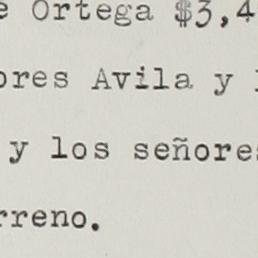 e Ortega $3,4
ores Avila y
y los señores
rreno.